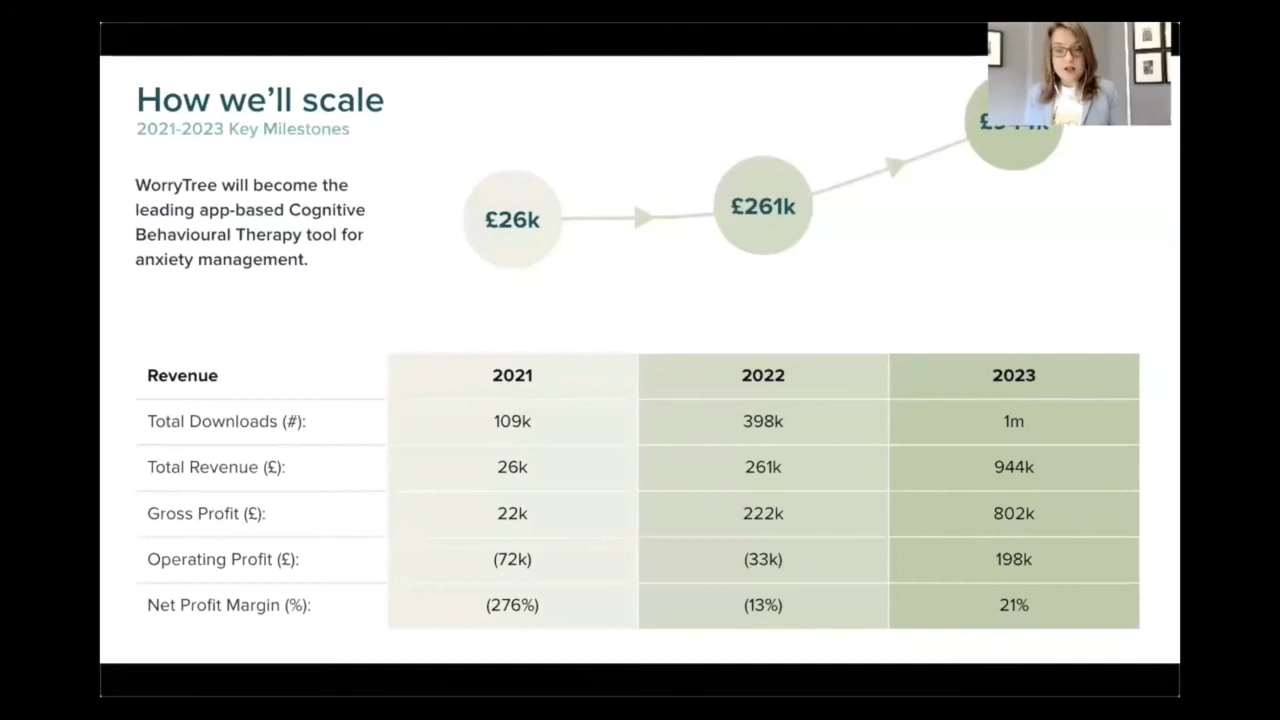 How we'll scale
2021-2023 Key Milestones
WorryTree will become the
leading app-based Cognitive
Behavioural Therapy tool for
anxiety management.
£26k
£261k
Revenue 2021 2022 2023
Total Downloads (#): 109k 398k 1m
Total Revenue (£): 26k 261k 944k
Gross Profit (£): 22k 222k 802k
Operating Profit (£): (72k) (33k) 198k
Net Profit Margin (%): (276%) (13%) 21%